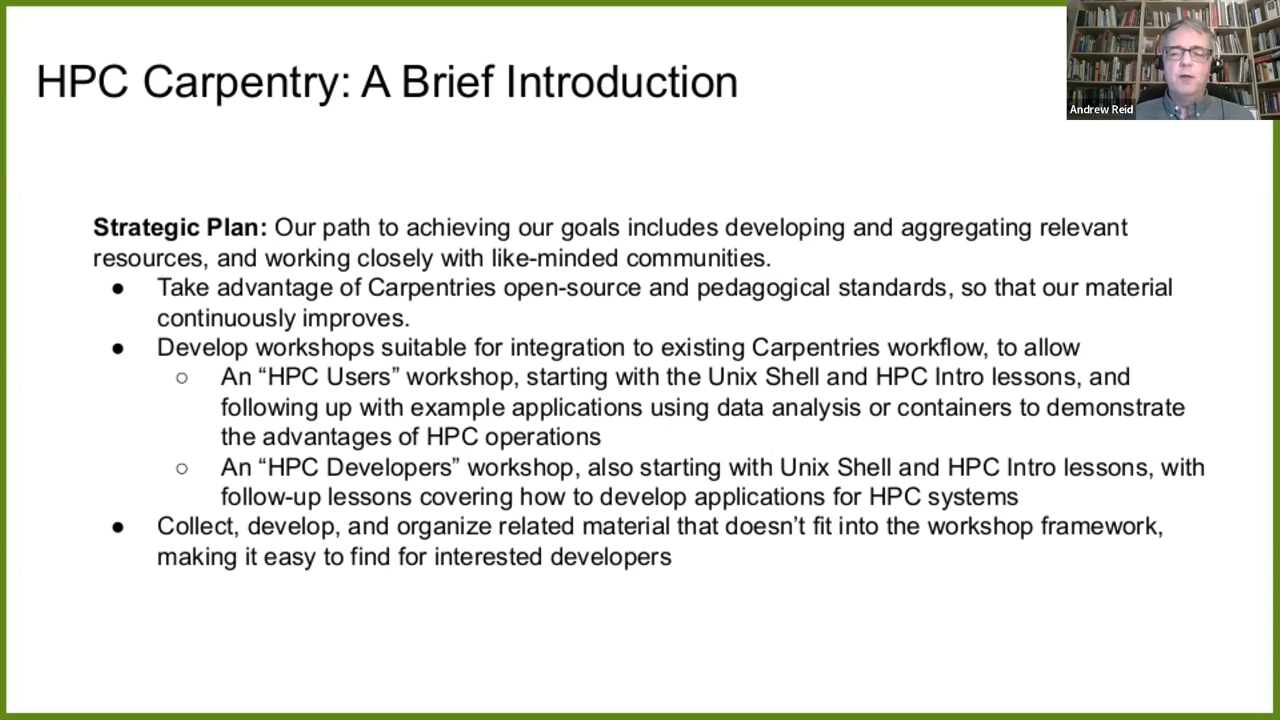 HPC Carpentry: A Brief Introduction
Andrew Reid
Strategic Plan: Our path to achieving our goals includes developing and aggregating relevant
resources, and working closely with like-minded communities.
● Take advantage of Carpentries open-source and pedagogical standards, so that our material
continuously improves.
● Develop workshops suitable for integration to existing Carpentries workflow, to allow
○ An “HPC Users” workshop, starting with the Unix Shell and HPC Intro lessons, and
following up with example applications using data analysis or containers to demonstrate
the advantages of HPC operations
○ An “HPC Developers” workshop, also starting with Unix Shell and HPC Intro lessons, with
follow-up lessons covering how to develop applications for HPC systems
● Collect, develop, and organize related material that doesn’t fit into the workshop framework,
making it easy to find for interested developers